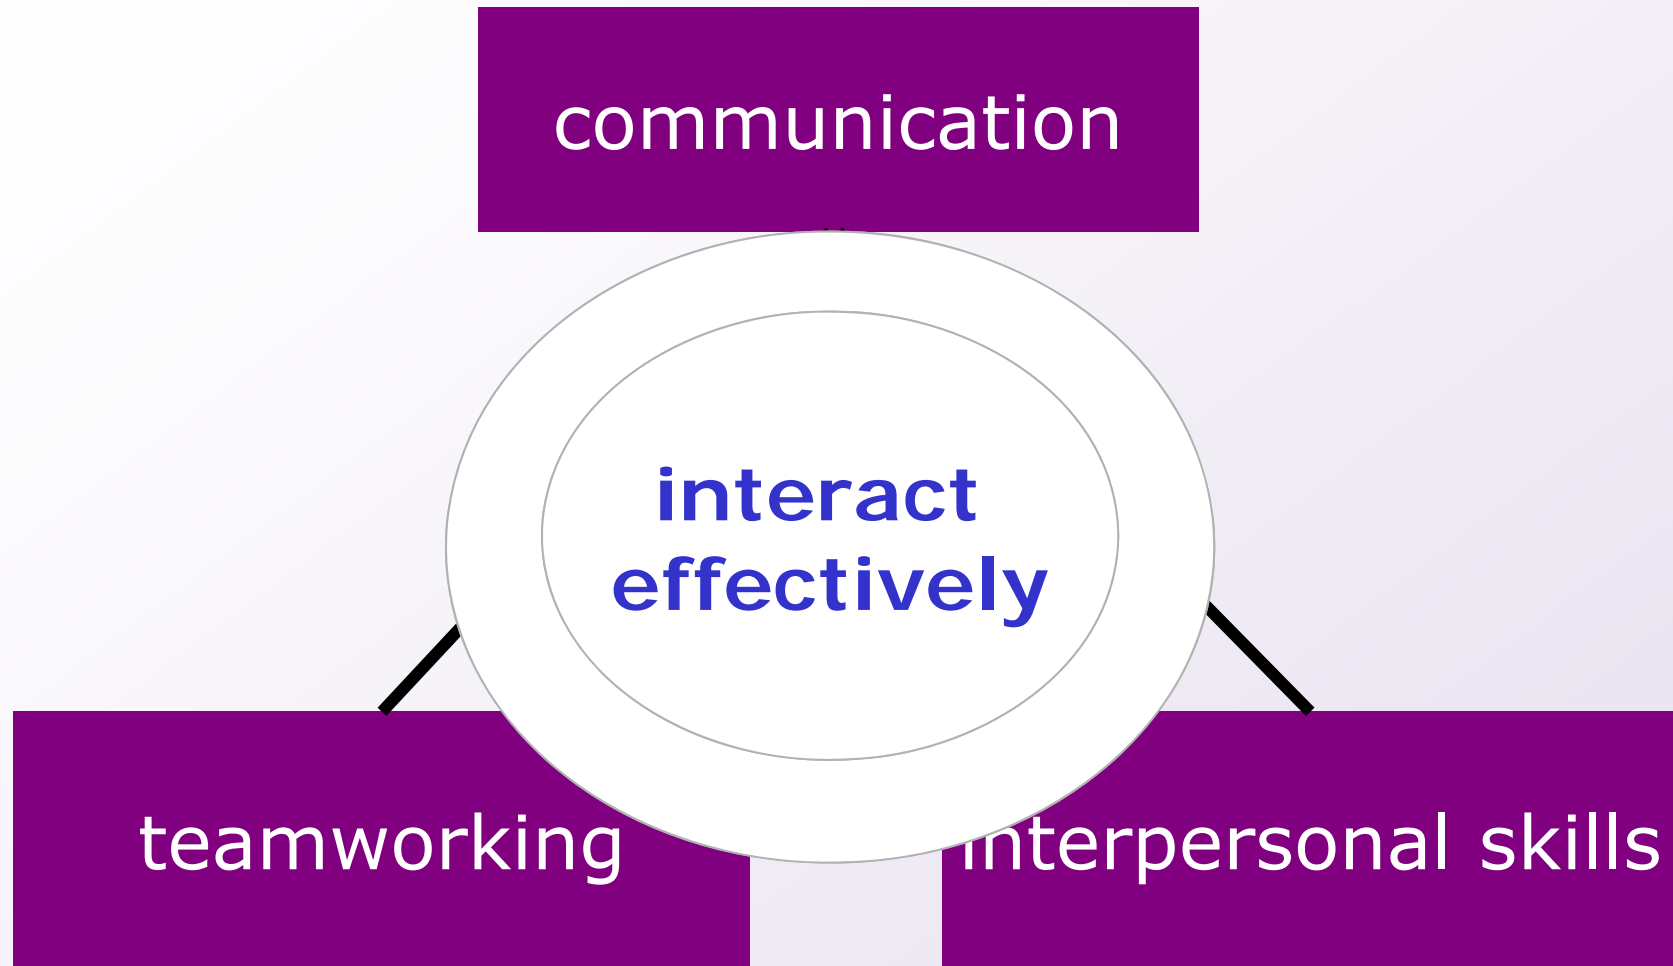 communication
interact
effectively
teamworking
interpersonal skills